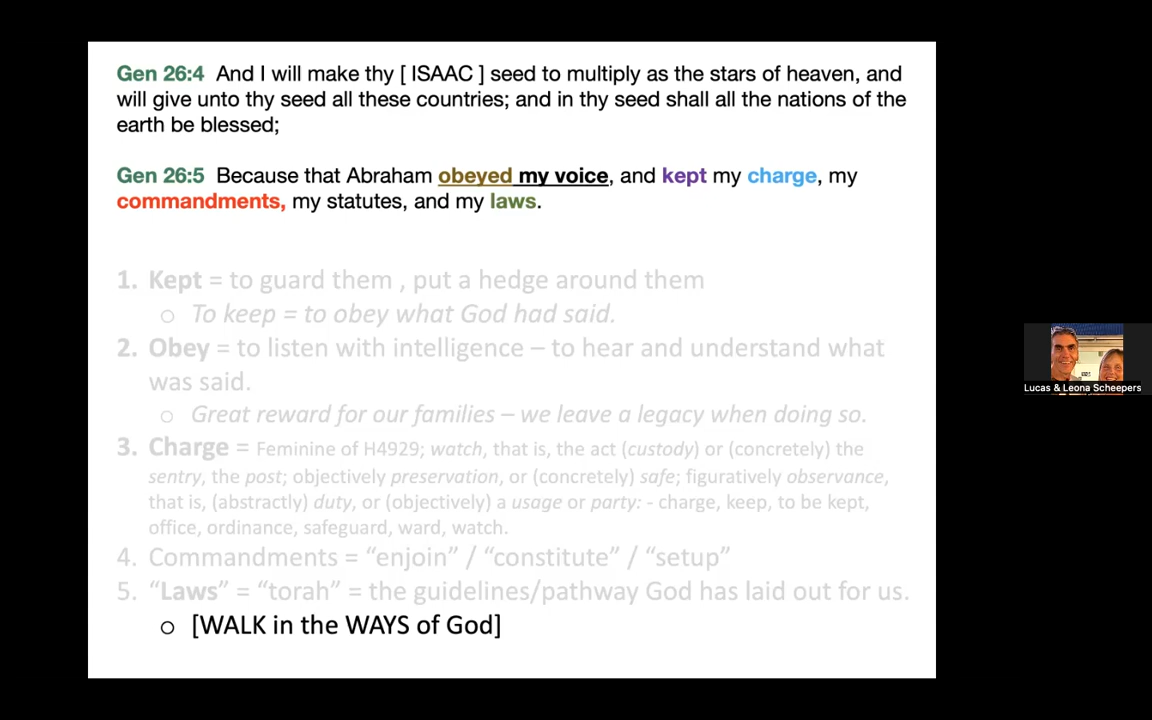 Gen 26:4 And I will make thy [ ISAAC ] seed to multiply as the stars of heaven, and
will give unto thy seed all these countries; and in thy seed shall all the nations of the
earth be blessed;
Gen 26:5 Because that Abraham obeyed my voice, and kept my charge, my
commandments, my statutes, and my laws.
1. Kept = to guard them , put a hedge around them
o To keep = to obey what God had said.
2. Obey = to listen with intelligence – to hear and understand what
was said.
o Great reward for our families – we leave a legacy when doing so.
3. Charge = Feminine of H4929; watch, that is, the act (custody) or (concretely) the
sentry, the post; objectively preservation, or (concretely) safe; figuratively observance,
that is, (abstractly) duty, or (objectively) a usage or party: - charge, keep, to be kept,
office, ordinance, safeguard, ward, watch.
4. Commandments = “enjoin” / “constitute” / “setup”
5. “Laws” = “torah” = the guidelines/pathway God has laid out for us.
o [WALK in the WAYS of God]
Lucas & Leona Scheepers